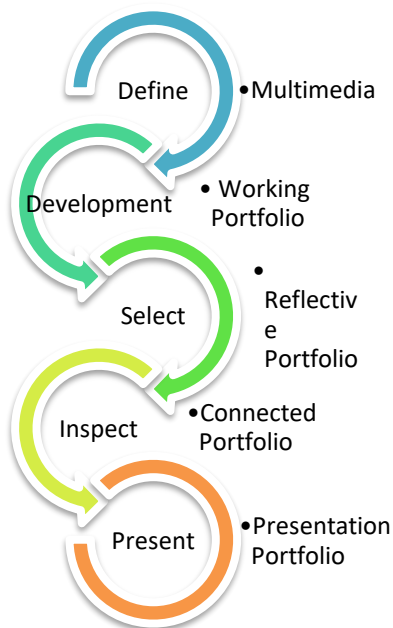 Define
•Multimedia
Development
• Working
Portfolio
Select
•
Reflectiv
e
Portfolio
Inspect
•Connected
Portfolio
Present
•Presentation
Portfolio